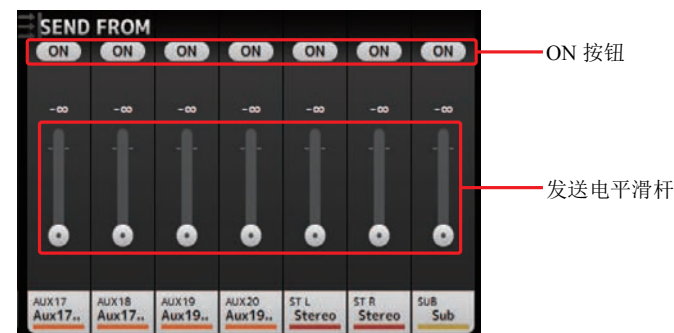 SEND FROM
ON ON ON ON ON ON ON
ON 按钮
-∞ -∞ -∞ -∞ -∞ -∞ -∞
发送电平滑杆
AUX17 AUX18 AUX19 AUX20 ST L ST R SUB
Aux17.. Aux17.. Aux19.. Aux19.. Stereo Stereo Sub